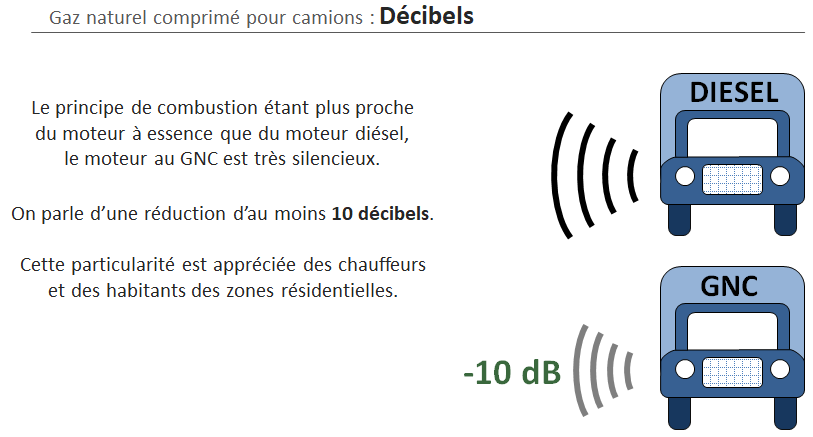 Gaz naturel comprimé pour camions : Décibels
Le principe de combustion étant plus proche
du moteur à essence que du moteur diésel,
le moteur au GNC est très silencieux.
On parle d’une réduction d’au moins 10 décibels.
Cette particularité est appréciée des chauffeurs
et des habitants des zones résidentielles.
DIESEL
GNC
-10 dB